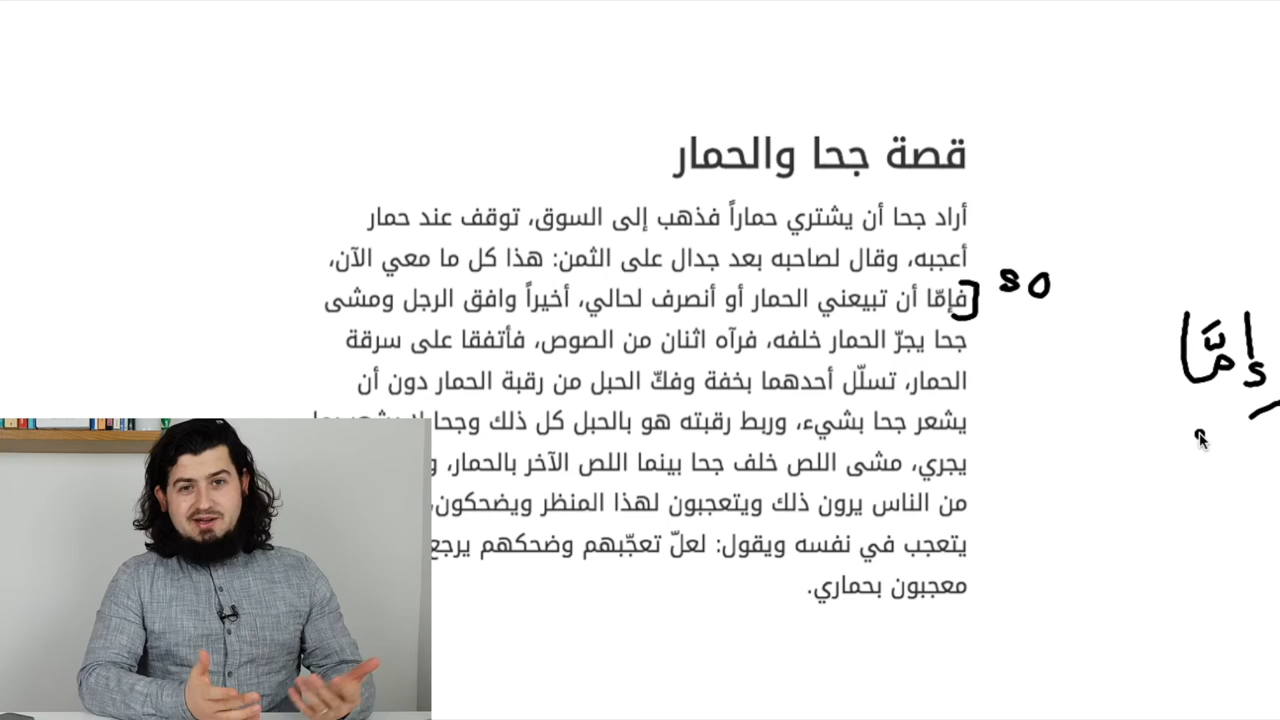 قصة جحا والحمار
أراد جحا أن يشتري حماراً فذهب إلى السوق، توقف عند حمار
أعجبه، وقال لصاحبه بعد جدال على الثمن: هذا كل ما معي الآن،
فإمّا أن تبيعني الحمار أو أنصرف لحالي، أخيراً وافق الرجل ومشى
so
جحا يجرّ الحمار خلفه، فرآه اثنان من الصوص، فأتفقا على سرقة
إمَّا
الحمار، تسلّل أحدهما بخفة وفكّ الحبل من رقبة الحمار دون أن
يشعر جحا بشيء، وربط رقبته هو بالحبل كل ذلك وجحا
يجري، مشى اللص خلف جحا بينما اللص الآخر بالحمار،
من الناس يرون ذلك ويتعجبون لهذا المنظر ويضحكون،
يتعجب في نفسه ويقول: لعلّ تعجّبهم وضحكهم يرجع
معجبون بحماري.